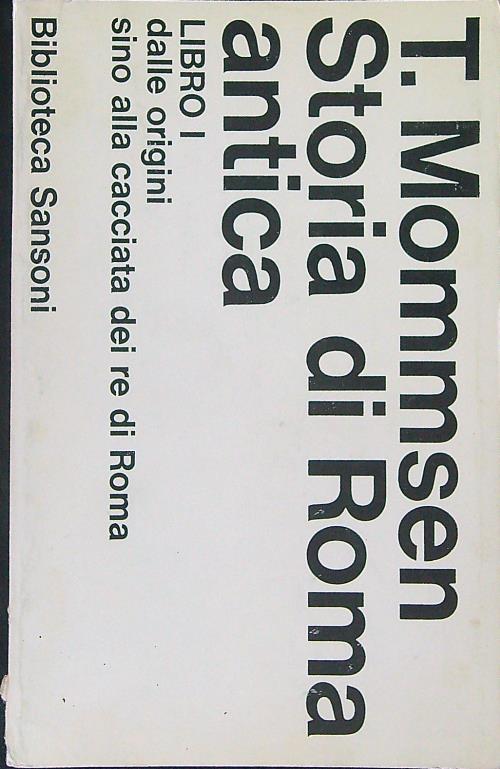 T. Mommsen
Storia di Roma
antica
LIBRO I
dalle origini
sino alla cacciata dei re di Roma
Biblioteca Sansoni